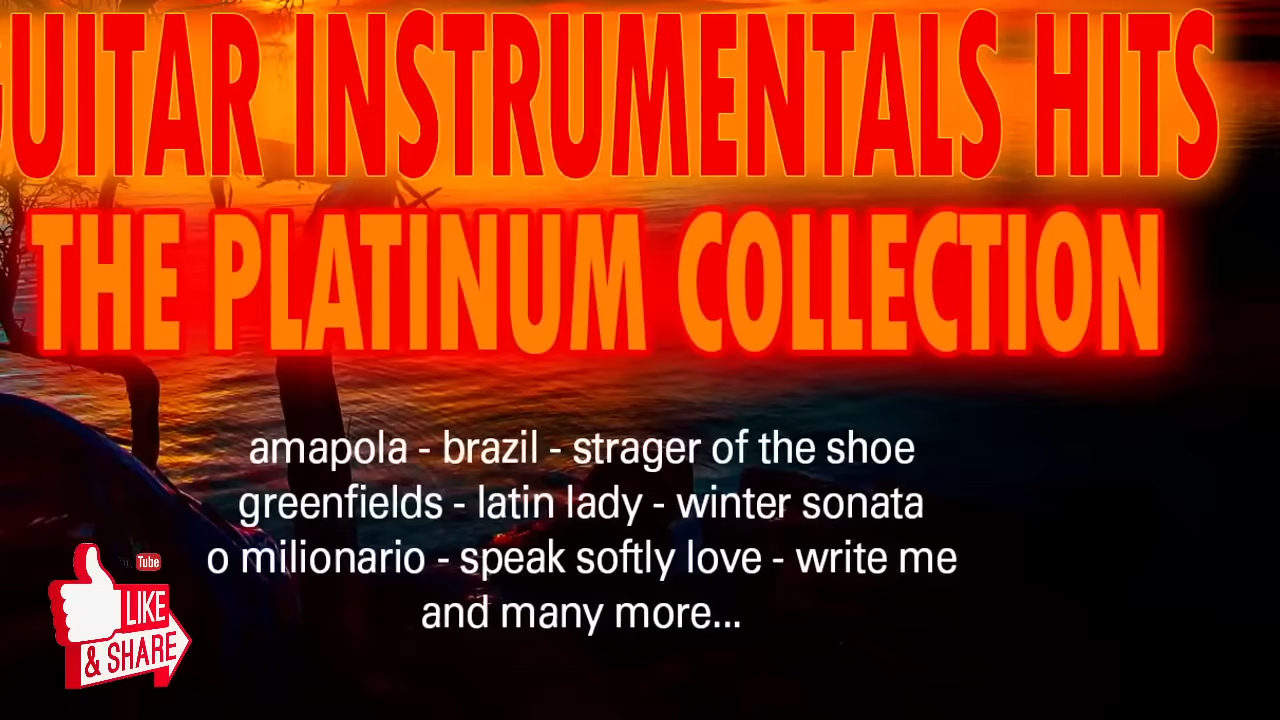 GUITAR INSTRUMENTALS HITS
THE PLATINUM COLLECTION
amapola - brazil - strager of the shoe
greenfields - latin lady - winter sonata
o milionario - speak softly love - write me
and many more...
Tube
LIKE
& SHARE